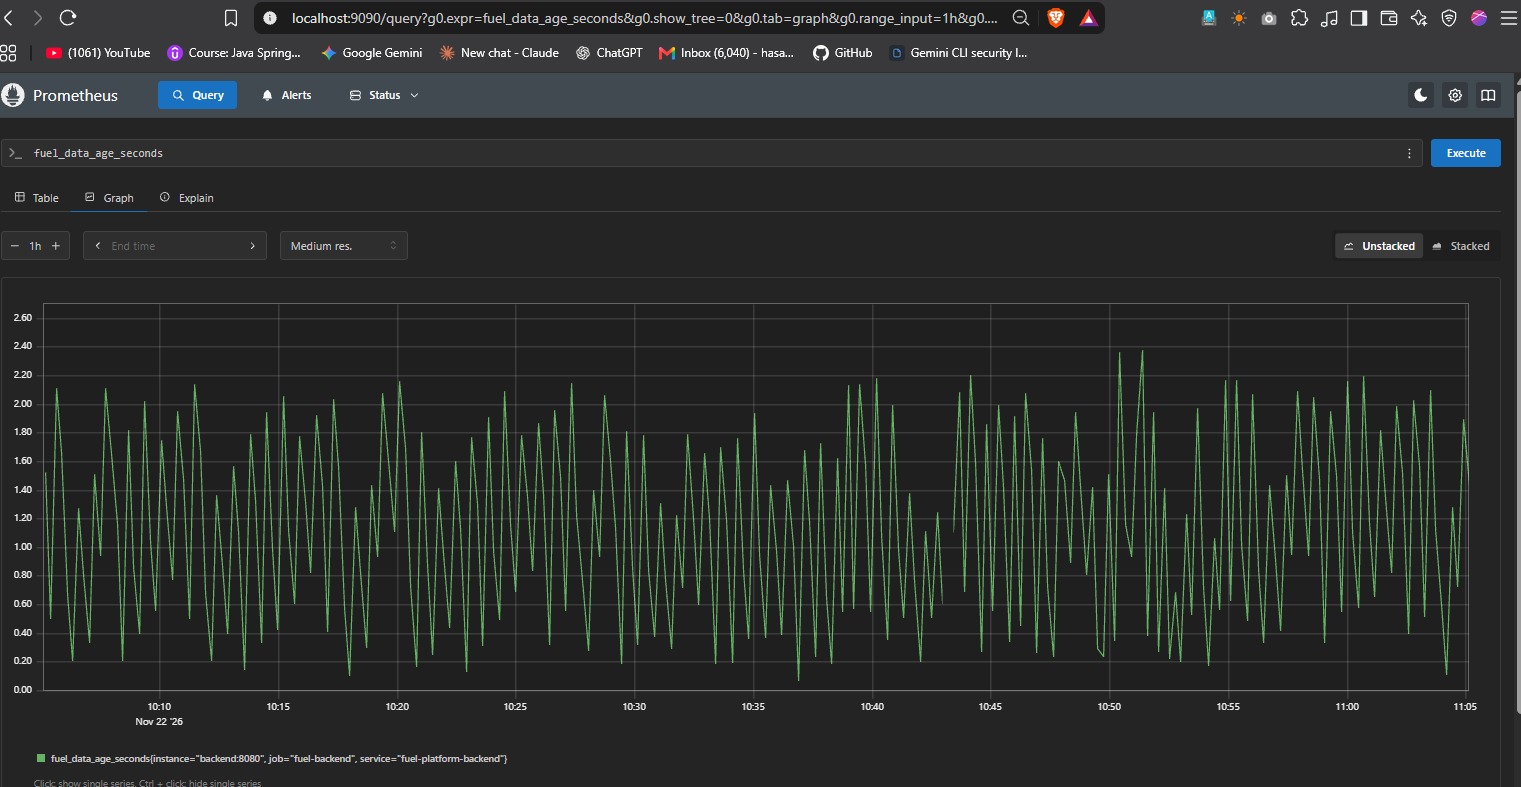 localhost:9090/query?g0.expr=fuel_data_age_seconds&g0.show_tree=0&g0.tab=graph&g0.range_input=1h&g0....
(1061) YouTube
Course: Java Spring...
Google Gemini
New chat - Claude
ChatGPT
Inbox (6,040) - hasa...
GitHub
Gemini CLI security I...
Prometheus
Query
Alerts
Status
>_ fuel_data_age_seconds
Execute
Table
Graph
Explain
− 1h +
End time
Medium res.
Unstacked
Stacked
2.60
2.40
2.20
2.00
1.80
1.60
1.40
1.20
1.00
0.80
0.60
0.40
0.20
0.00
10:10 10:15 10:20 10:25 10:30 10:35 10:40 10:45 10:50 10:55 11:00 11:05
Nov 22 '26
fuel_data_age_seconds{instance="backend:8080", job="fuel-backend", service="fuel-platform-backend"}
Click: show single series, Ctrl + click: hide single series